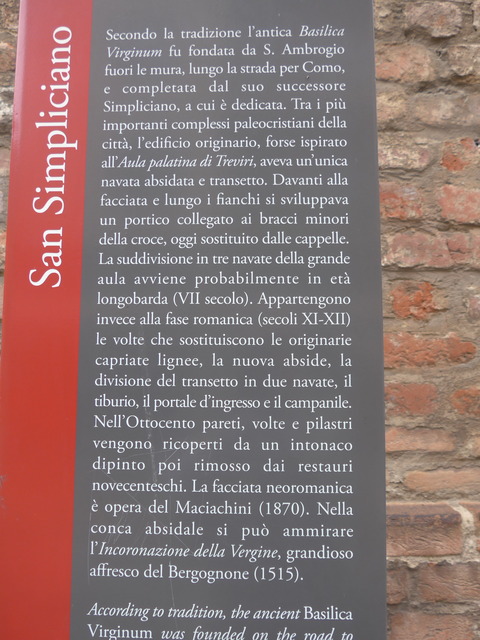 San Simpliciano
Secondo la tradizione l'antica Basilica
Virginum fu fondata da S. Ambrogio
fuori le mura, lungo la strada per Como,
e completata dal suo successore
Simpliciano, a cui è dedicata. Tra i più
importanti complessi paleocristiani della
città, l'edificio originario, forse ispirato
all'Aula palatina di Treviri, aveva un'unica
navata absidata e transetto. Davanti alla
facciata e lungo i fianchi si sviluppava
un portico collegato ai bracci minori
della croce, oggi sostituito dalle cappelle.
La suddivisione in tre navate della grande
aula avviene probabilmente in età
longobarda (VII secolo). Appartengono
invece alla fase romanica (secoli XI-XII)
le volte che sostituiscono le originarie
capriate lignee, la nuova abside, la
divisione del transetto in due navate, il
tiburio, il portale d'ingresso e il campanile.
Nell'Ottocento pareti, volte e pilastri
vengono ricoperti da un intonaco
dipinto poi rimosso dai restauri
novecenteschi. La facciata neoromanica
è opera del Maciachini (1870). Nella
conca absidale si può ammirare
l'Incoronazione della Vergine, grandioso
affresco del Bergognone (1515).
According to tradition, the ancient Basilica
Virginum was founded on the road to